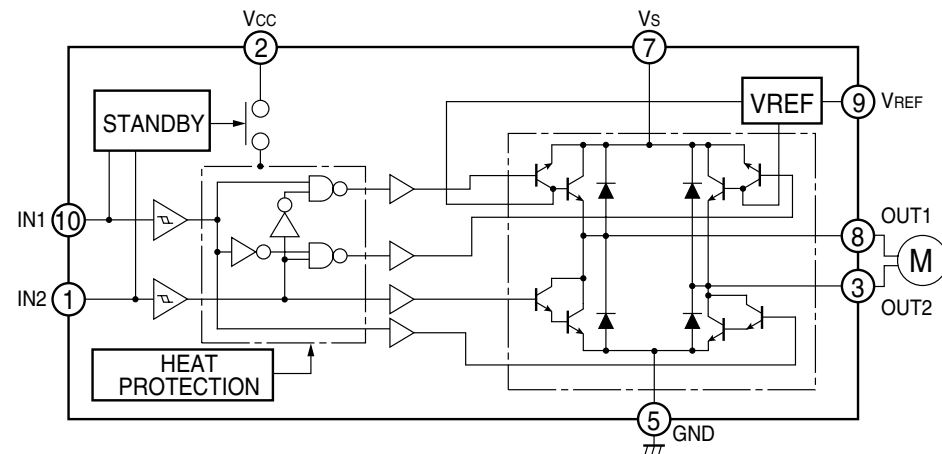 VCC
VS
2
7
STANDBY
VREF
9
VREF
IN1
10
OUT1
8
M
IN2
1
3
OUT2
HEAT
PROTECTION
5
GND